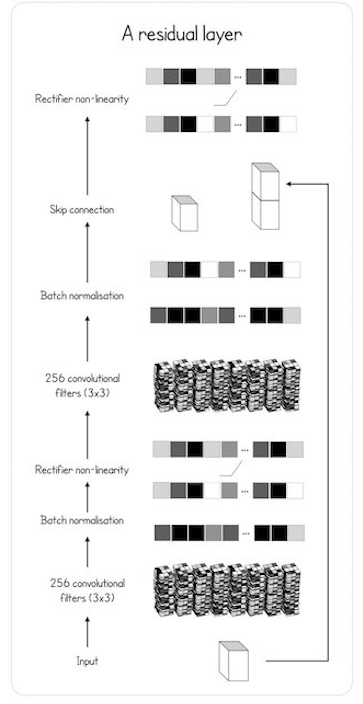 A residual layer
Rectifier non-linearity
Skip connection
Batch normalisation
256 convolutional
filters (3x3)
Rectifier non-linearity
Batch normalisation
256 convolutional
filters (3x3)
Input